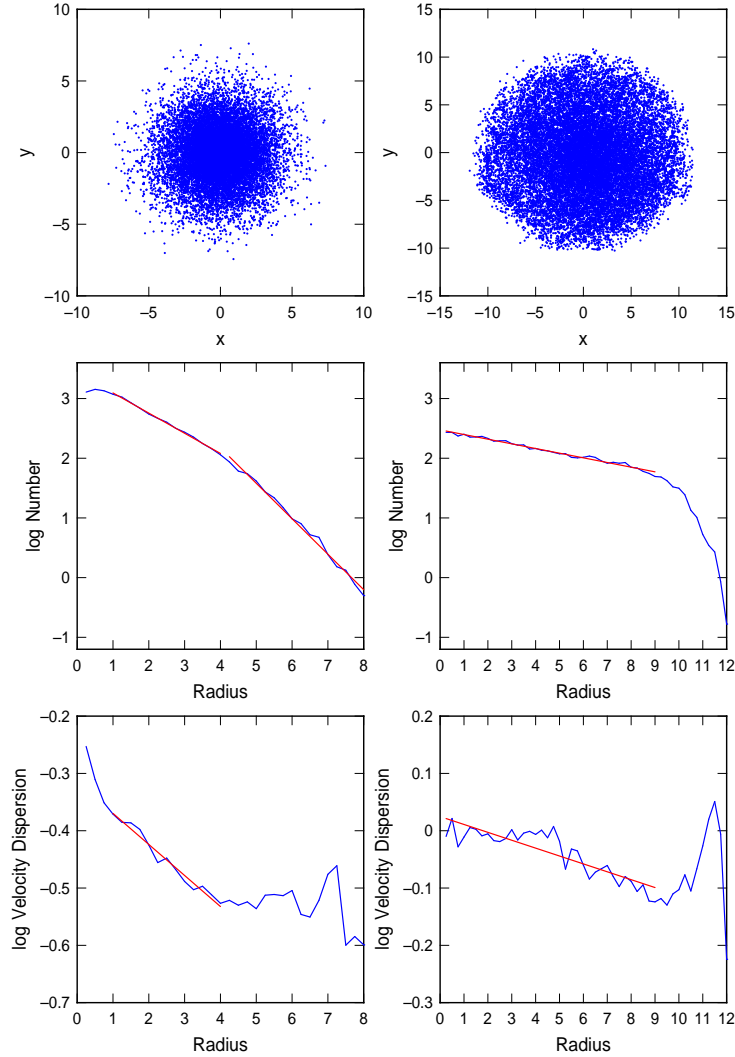 10
5
0
−5
−10
y
−10 −5 0 5 10
x
15
10
5
0
−5
−10
−15
y
−15 −10 −5 0 5 10 15
x
3
2
1
0
−1
log Number
0 1 2 3 4 5 6 7 8
Radius
3
2
1
0
−1
log Number
0 1 2 3 4 5 6 7 8 9 10 11 12
Radius
−0.2
−0.3
−0.4
−0.5
−0.6
−0.7
log Velocity Dispersion
0 1 2 3 4 5 6 7 8
Radius
0.2
0.1
0
−0.1
−0.2
−0.3
log Velocity Dispersion
0 1 2 3 4 5 6 7 8 9 10 11 12
Radius